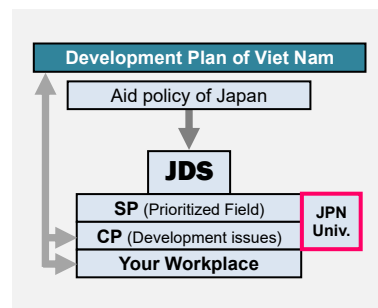 Development Plan of Viet Nam
Aid policy of Japan
JDS
SP (Prioritized Field)
CP (Development issues)
JPN
Univ.
Your Workplace